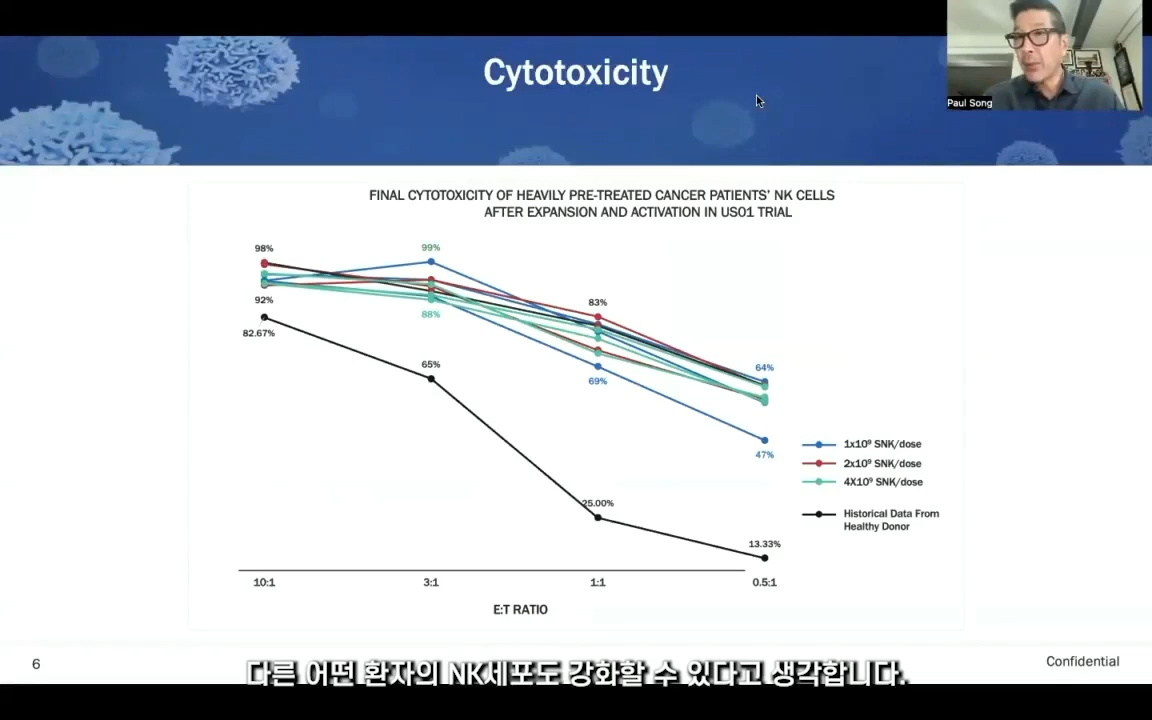 Cytotoxicity
Paul Song
FINAL CYTOTOXICITY OF HEAVILY PRE-TREATED CANCER PATIENTS' NK CELLS
AFTER EXPANSION AND ACTIVATION IN US01 TRIAL
98%
99%
92%
88%
82.67%
83%
65%
69%
64%
47%
25.00%
13.33%
1x10⁹ SNK/dose
2x10⁹ SNK/dose
4X10⁹ SNK/dose
Historical Data From
Healthy Donor
10:1
3:1
1:1
0.5:1
E:T RATIO
6
Confidential
다른 어떤 환자의 NK세포도 강화할 수 있다고 생각합니다.